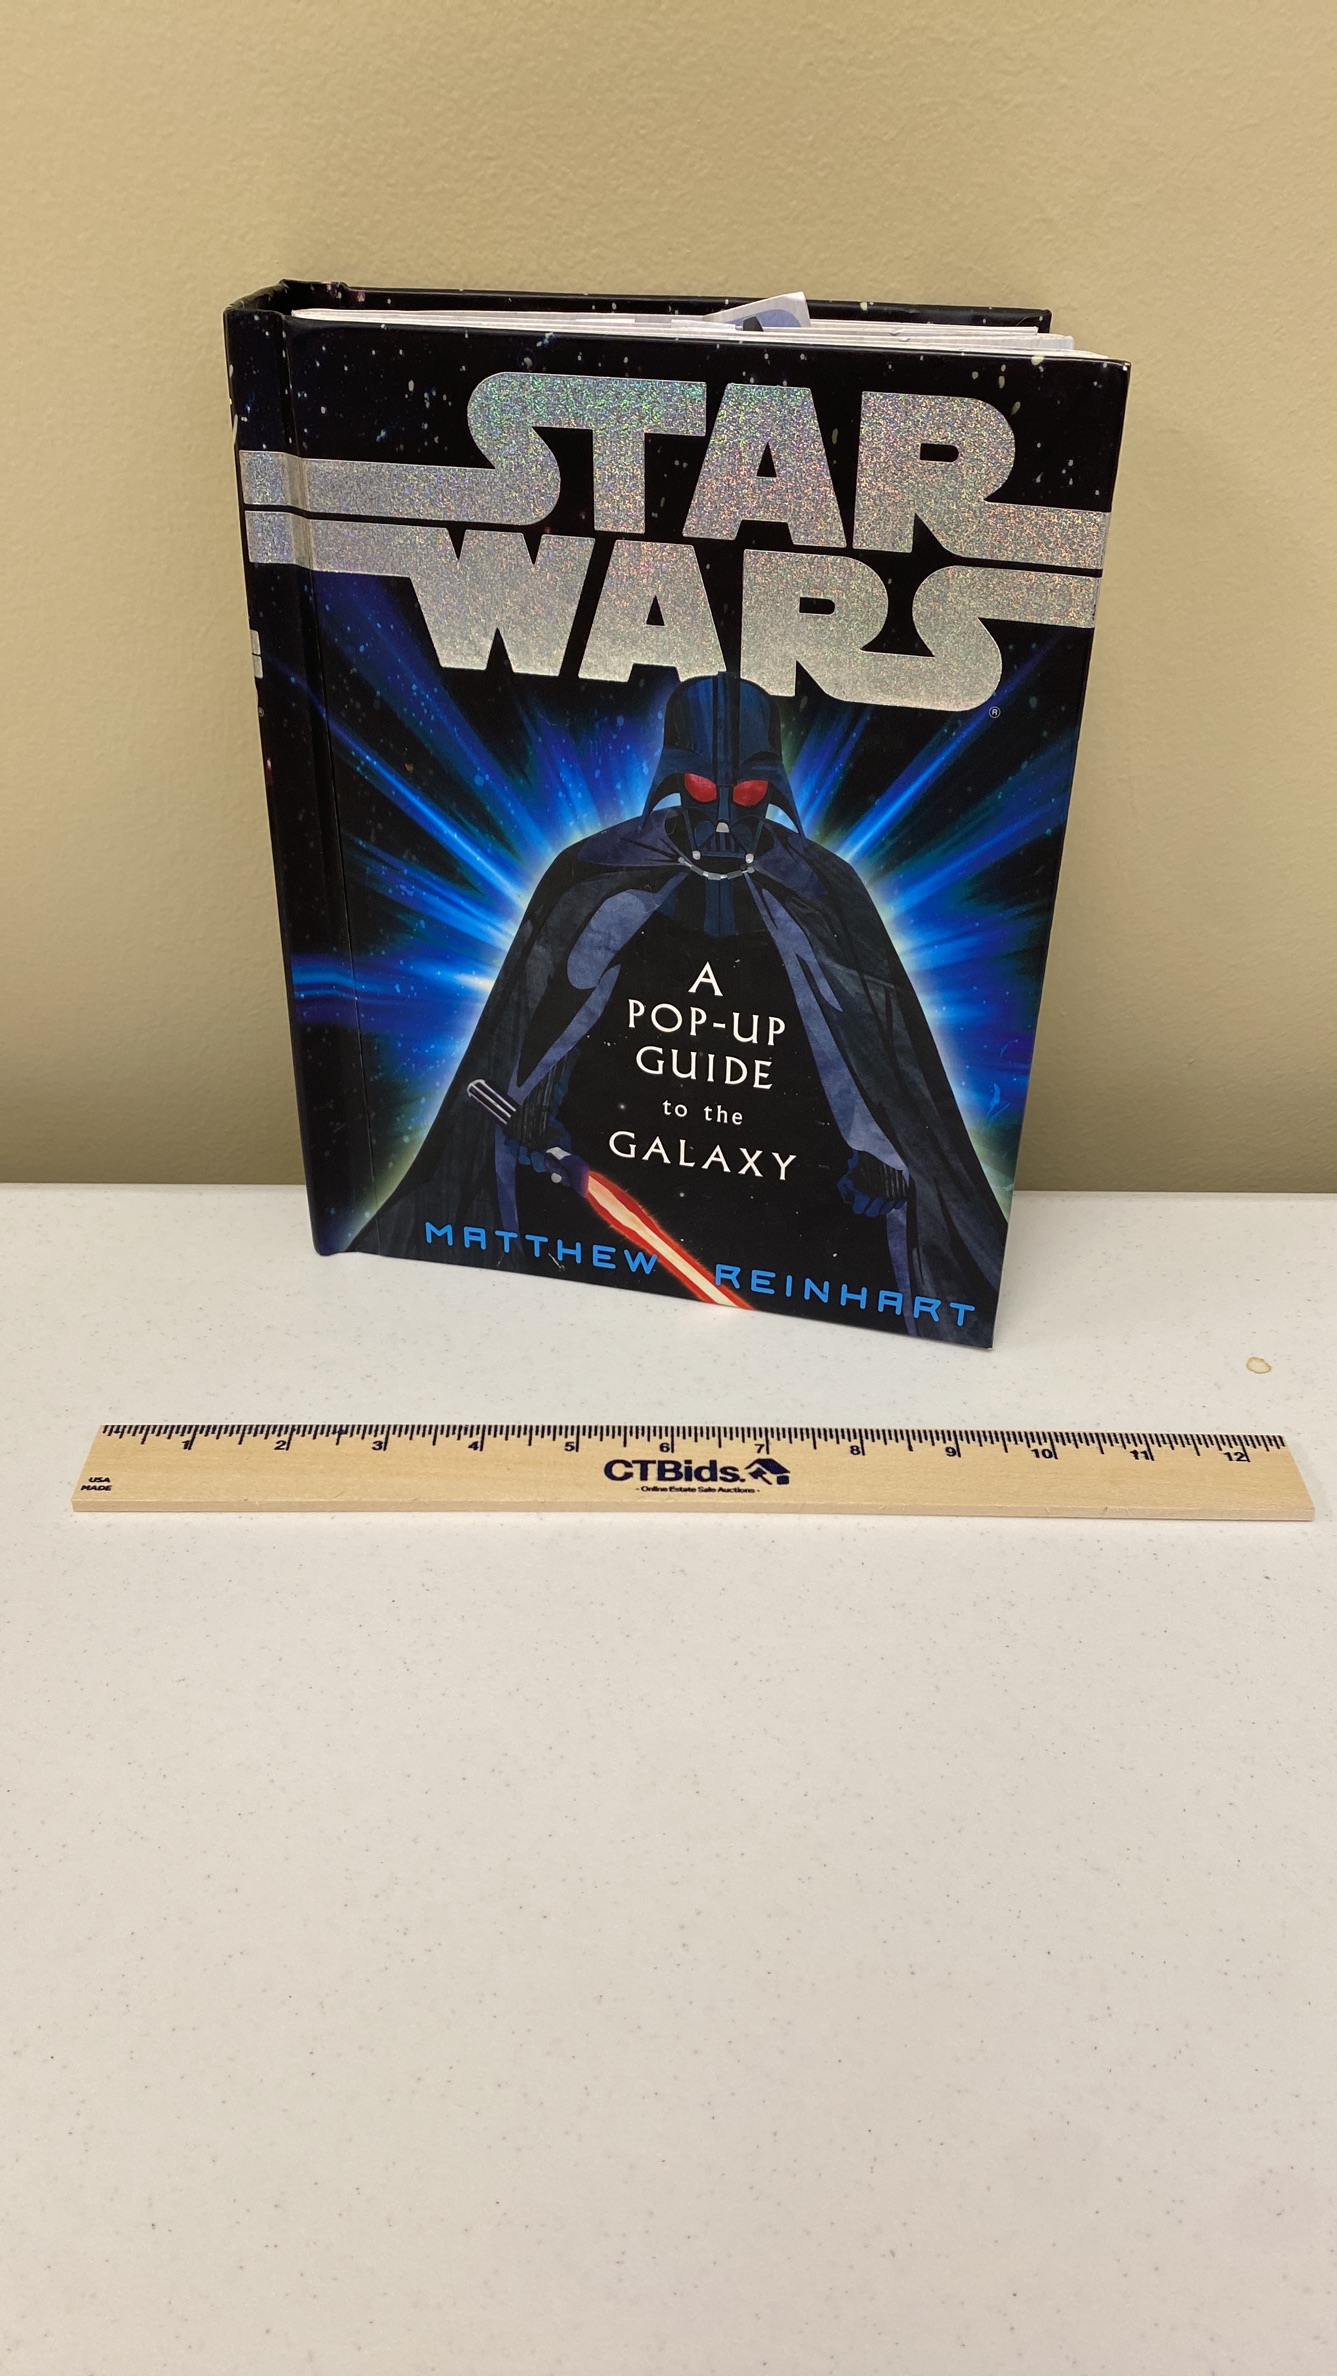 STAR
WARS
®
A
POP-UP
GUIDE
to the
GALAXY
MATTHEW REINHART
1 2 3 4 5 6 7 8 9 10 11 12
USA
MADE
CTBids.
- Online Estate Sale Auctions -